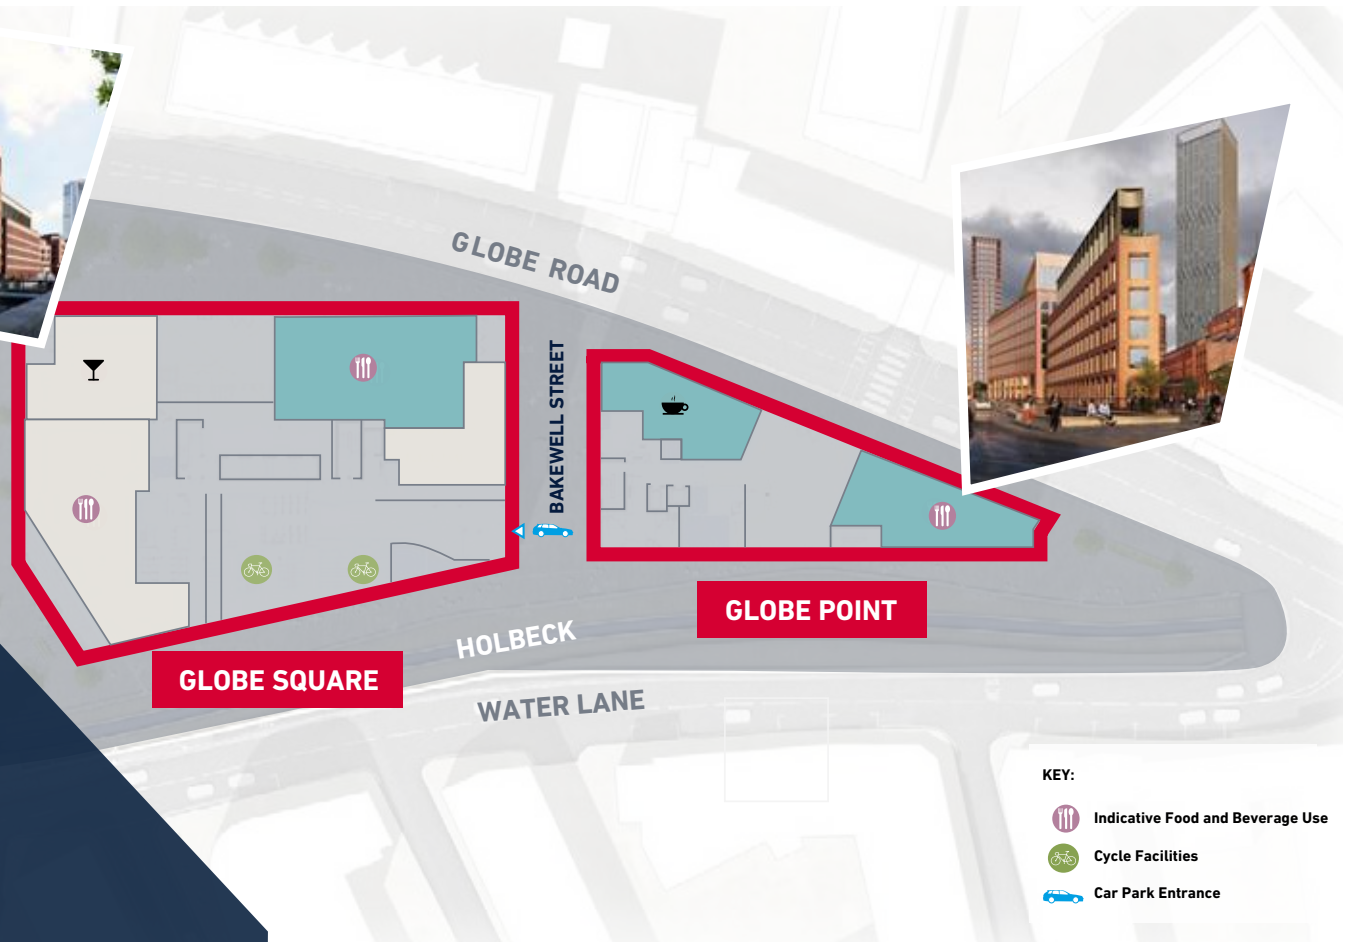 GLOBE ROAD
BAKEWELL STREET
GLOBE POINT
HOLBECK
GLOBE SQUARE
WATER LANE
KEY:
Indicative Food and Beverage Use
Cycle Facilities
Car Park Entrance